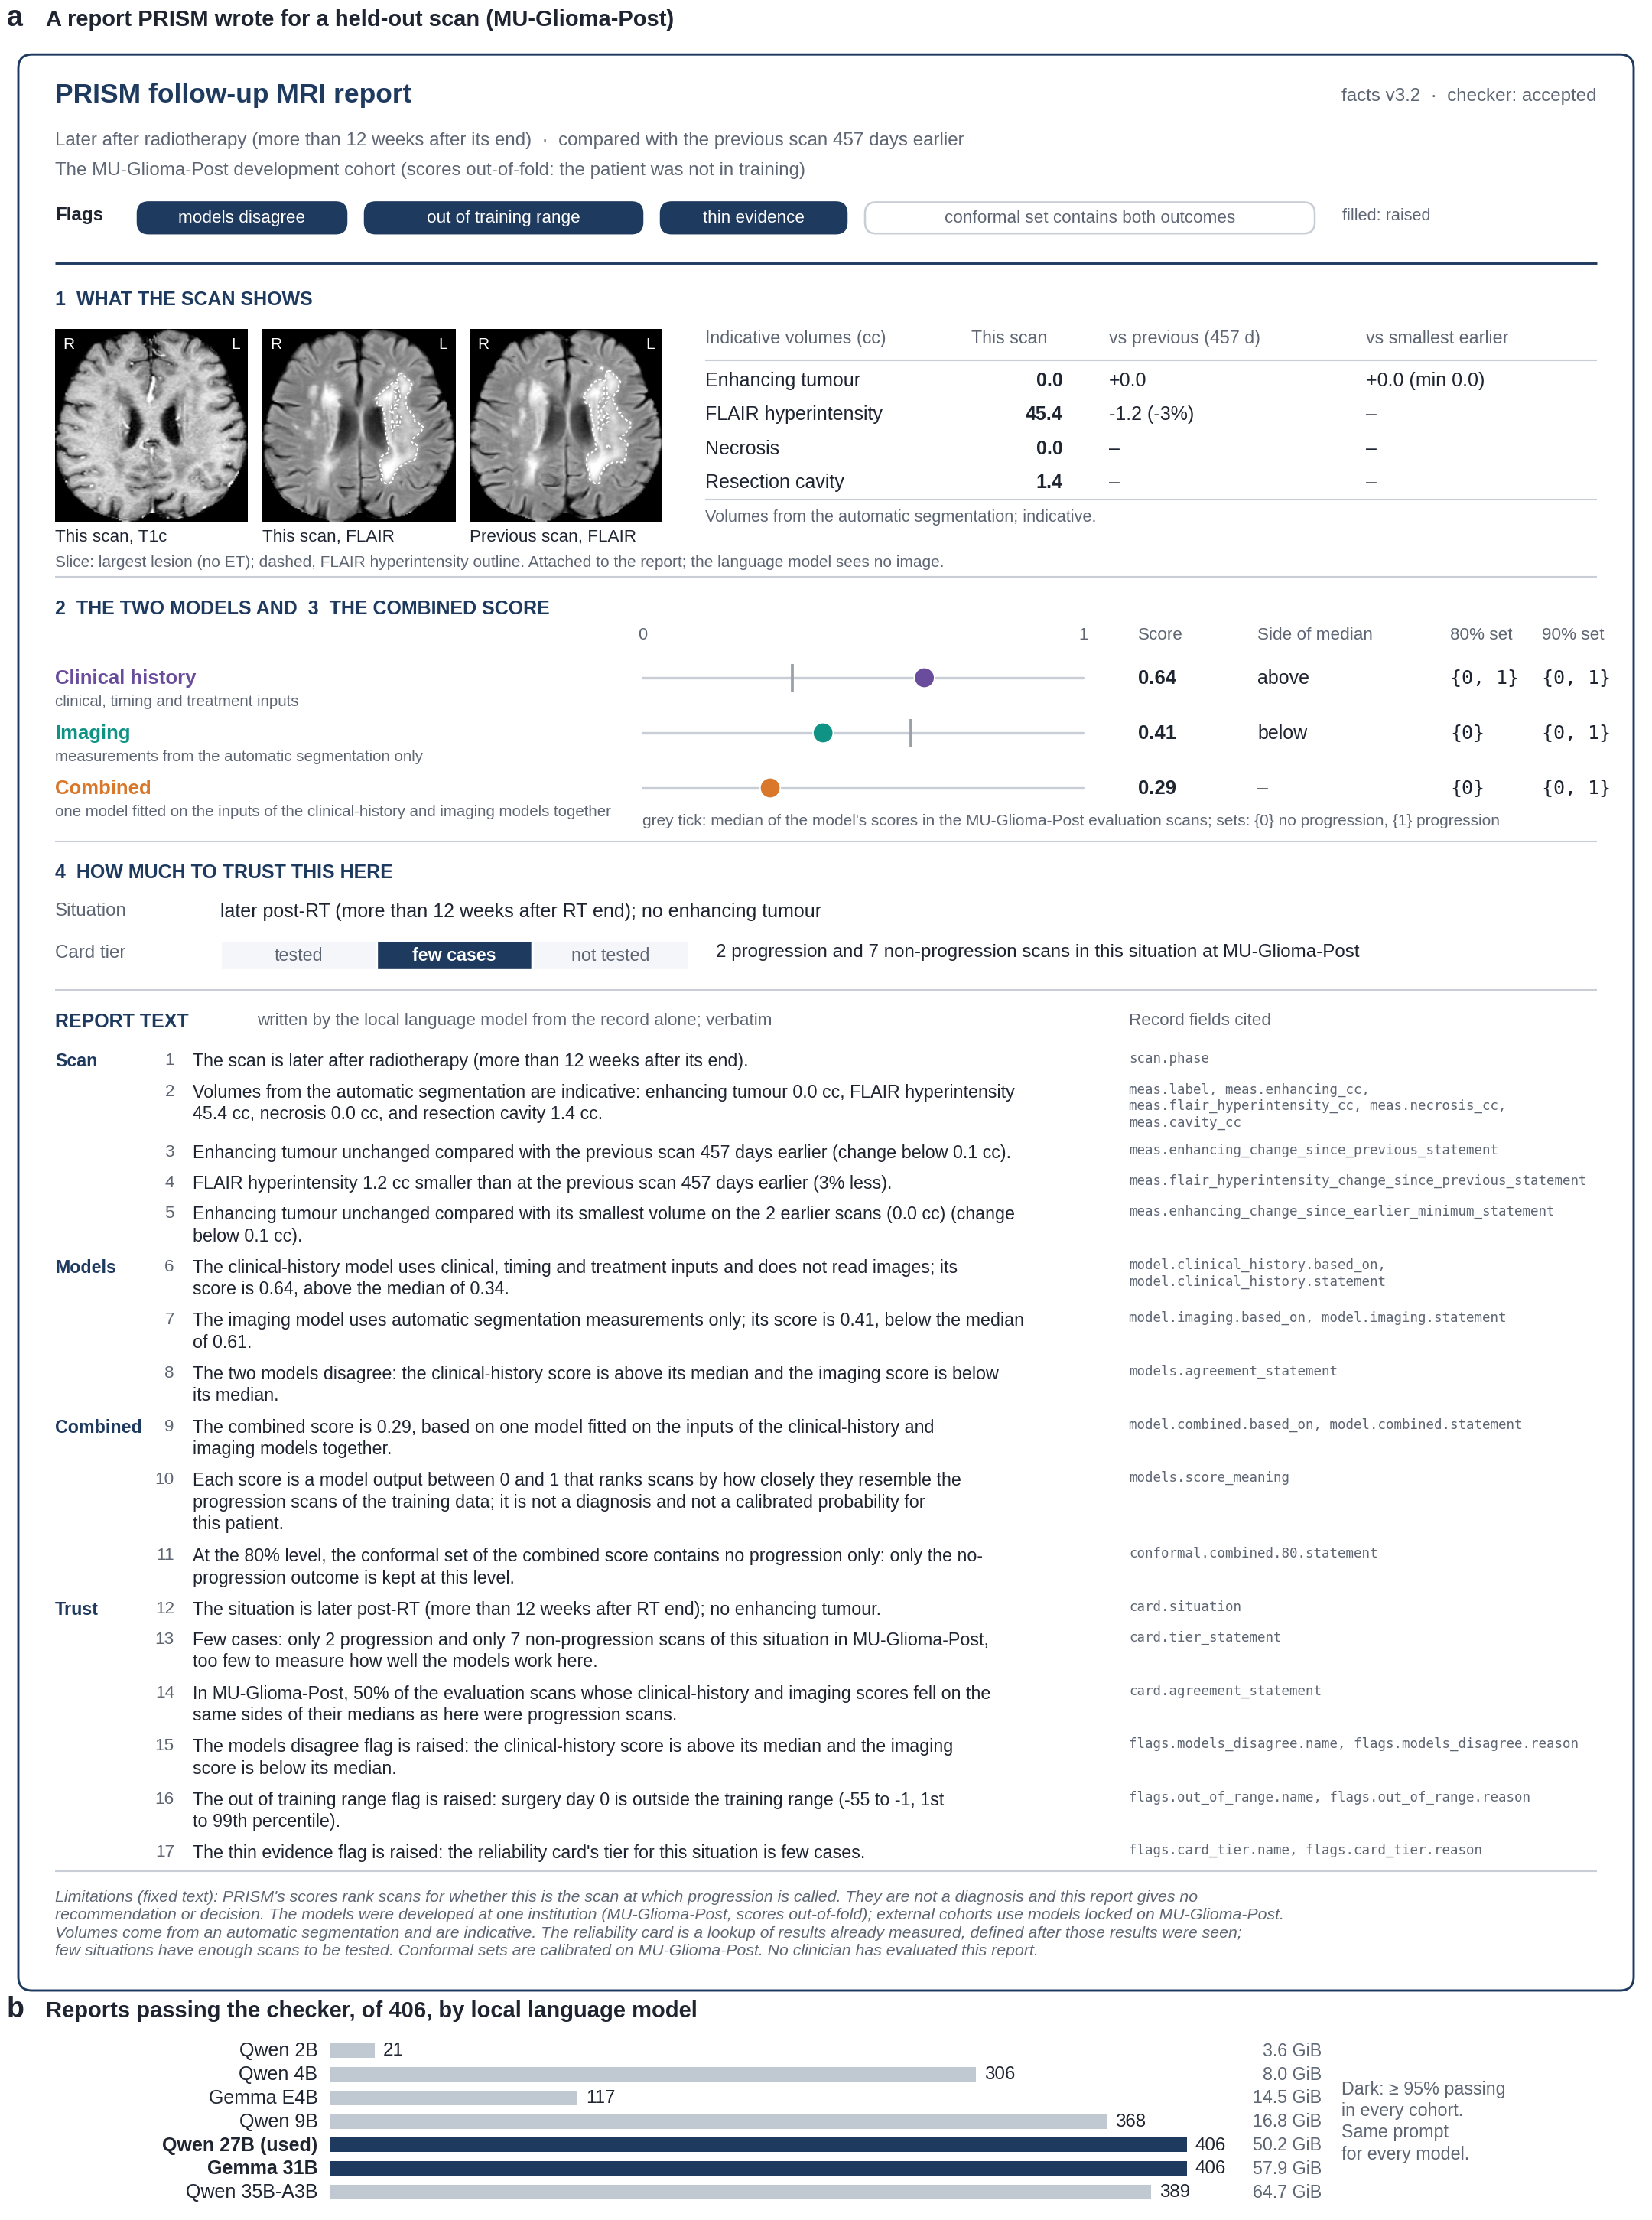 a A report PRISM wrote for a held-out scan (MU-Glioma-Post)
PRISM follow-up MRI report
facts v3.2 · checker: accepted
Later after radiotherapy (more than 12 weeks after its end) · compared with the previous scan 457 days earlier
The MU-Glioma-Post development cohort (scores out-of-fold: the patient was not in training)
Flags models disagree out of training range thin evidence conformal set contains both outcomes filled: raised
1 WHAT THE SCAN SHOWS
R L R L R L
This scan, T1c This scan, FLAIR Previous scan, FLAIR
Indicative volumes (cc) This scan vs previous (457 d) vs smallest earlier
Enhancing tumour 0.0 +0.0 +0.0 (min 0.0)
FLAIR hyperintensity 45.4 -1.2 (-3%) –
Necrosis 0.0 – –
Resection cavity 1.4 – –
Volumes from the automatic segmentation; indicative.
Slice: largest lesion (no ET); dashed, FLAIR hyperintensity outline. Attached to the report; the language model sees no image.
2 THE TWO MODELS AND 3 THE COMBINED SCORE
0 1 Score Side of median 80% set 90% set
Clinical history 0.64 above {0, 1} {0, 1}
clinical, timing and treatment inputs
Imaging 0.41 below {0} {0, 1}
measurements from the automatic segmentation only
Combined 0.29 – {0} {0, 1}
one model fitted on the inputs of the clinical-history and imaging models together
grey tick: median of the model's scores in the MU-Glioma-Post evaluation scans; sets: {0} no progression, {1} progression
4 HOW MUCH TO TRUST THIS HERE
Situation later post-RT (more than 12 weeks after RT end); no enhancing tumour
Card tier tested few cases not tested 2 progression and 7 non-progression scans in this situation at MU-Glioma-Post
REPORT TEXT written by the local language model from the record alone; verbatim Record fields cited
Scan 1 The scan is later after radiotherapy (more than 12 weeks after its end). scan.phase
2 Volumes from the automatic segmentation are indicative: enhancing tumour 0.0 cc, FLAIR hyperintensity
45.4 cc, necrosis 0.0 cc, and resection cavity 1.4 cc.
meas.label, meas.enhancing_cc,
meas.flair_hyperintensity_cc, meas.necrosis_cc,
meas.cavity_cc
3 Enhancing tumour unchanged compared with the previous scan 457 days earlier (change below 0.1 cc). meas.enhancing_change_since_previous_statement
4 FLAIR hyperintensity 1.2 cc smaller than at the previous scan 457 days earlier (3% less). meas.flair_hyperintensity_change_since_previous_statement
5 Enhancing tumour unchanged compared with its smallest volume on the 2 earlier scans (0.0 cc) (change
below 0.1 cc).
meas.enhancing_change_since_earlier_minimum_statement
Models 6 The clinical-history model uses clinical, timing and treatment inputs and does not read images; its
score is 0.64, above the median of 0.34.
model.clinical_history.based_on,
model.clinical_history.statement
7 The imaging model uses automatic segmentation measurements only; its score is 0.41, below the median
of 0.61.
model.imaging.based_on, model.imaging.statement
8 The two models disagree: the clinical-history score is above its median and the imaging score is below
its median.
models.agreement_statement
Combined 9 The combined score is 0.29, based on one model fitted on the inputs of the clinical-history and
imaging models together.
model.combined.based_on, model.combined.statement
10 Each score is a model output between 0 and 1 that ranks scans by how closely they resemble the
progression scans of the training data; it is not a diagnosis and not a calibrated probability for
this patient.
models.score_meaning
11 At the 80% level, the conformal set of the combined score contains no progression only: only the no-
progression outcome is kept at this level.
conformal.combined.80.statement
Trust 12 The situation is later post-RT (more than 12 weeks after RT end); no enhancing tumour. card.situation
13 Few cases: only 2 progression and only 7 non-progression scans of this situation in MU-Glioma-Post,
too few to measure how well the models work here.
card.tier_statement
14 In MU-Glioma-Post, 50% of the evaluation scans whose clinical-history and imaging scores fell on the
same sides of their medians as here were progression scans.
card.agreement_statement
15 The models disagree flag is raised: the clinical-history score is above its median and the imaging
score is below its median.
flags.models_disagree.name, flags.models_disagree.reason
16 The out of training range flag is raised: surgery day 0 is outside the training range (-55 to -1, 1st
to 99th percentile).
flags.out_of_range.name, flags.out_of_range.reason
17 The thin evidence flag is raised: the reliability card's tier for this situation is few cases. flags.card_tier.name, flags.card_tier.reason
Limitations (fixed text): PRISM's scores rank scans for whether this is the scan at which progression is called. They are not a diagnosis and this report gives no
recommendation or decision. The models were developed at one institution (MU-Glioma-Post, scores out-of-fold); external cohorts use models locked on MU-Glioma-Post.
Volumes come from an automatic segmentation and are indicative. The reliability card is a lookup of results already measured, defined after those results were seen;
few situations have enough scans to be tested. Conformal sets are calibrated on MU-Glioma-Post. No clinician has evaluated this report.
b Reports passing the checker, of 406, by local language model
Qwen 2B 21 3.6 GiB
Qwen 4B 306 8.0 GiB
Gemma E4B 117 14.5 GiB
Qwen 9B 368 16.8 GiB
Qwen 27B (used) 406 50.2 GiB
Gemma 31B 406 57.9 GiB
Qwen 35B-A3B 389 64.7 GiB
Dark: ≥ 95% passing
in every cohort.
Same prompt
for every model.